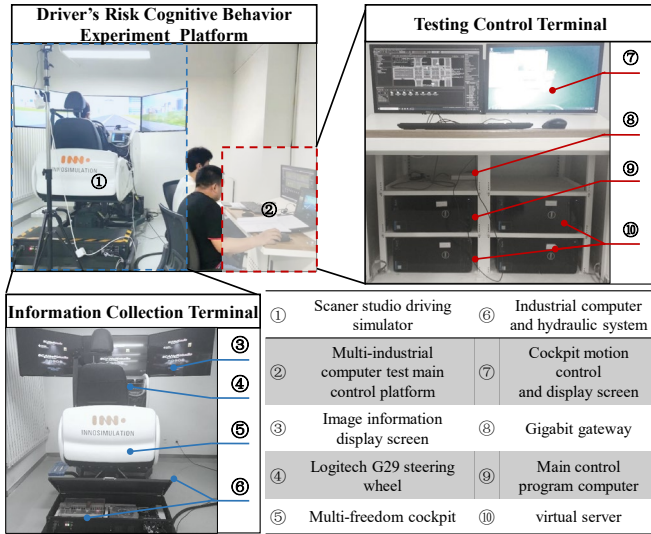 Driver's Risk Cognitive Behavior
Experiment Platform
INNOSIMULATION
①
②
Testing Control Terminal
⑦
⑧
⑨
⑩
Information Collection Terminal
③
④
INNOSIMULATION
⑤
⑥
① Scaner studio driving simulator ⑥ Industrial computer and hydraulic system
② Multi-industrial computer test main control platform ⑦ Cockpit motion control and display screen
③ Image information display screen ⑧ Gigabit gateway
④ Logitech G29 steering wheel ⑨ Main control program computer
⑤ Multi-freedom cockpit ⑩ virtual server